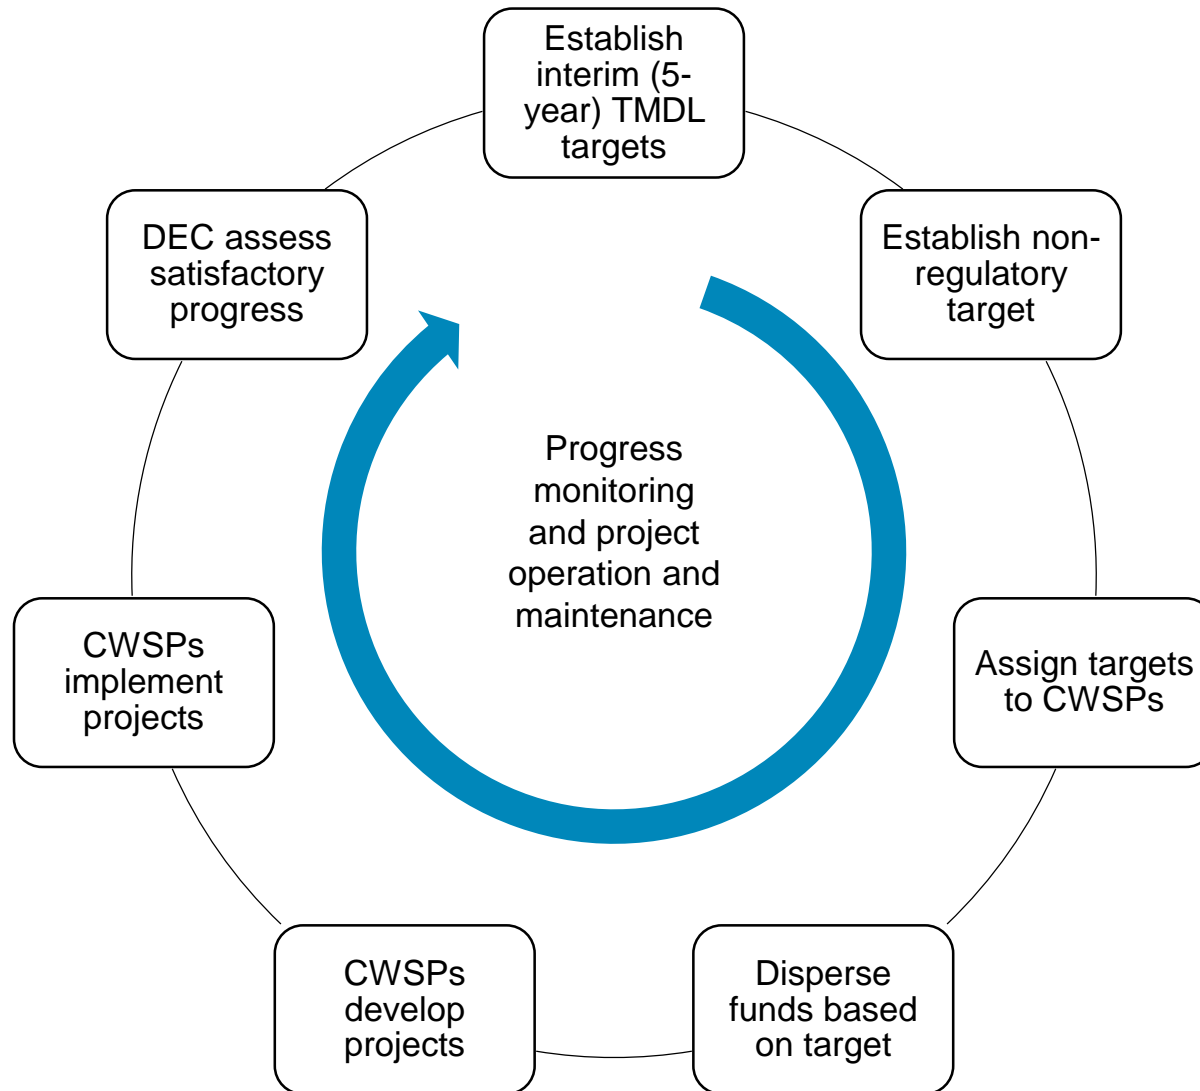 Establish
interim (5-
year) TMDL
targets
Establish non-
regulatory
target
Assign targets
to CWSPs
Disperse
funds based
on target
CWSPs
develop
projects
CWSPs
implement
projects
DEC assess
satisfactory
progress
Progress
monitoring
and project
operation and
maintenance